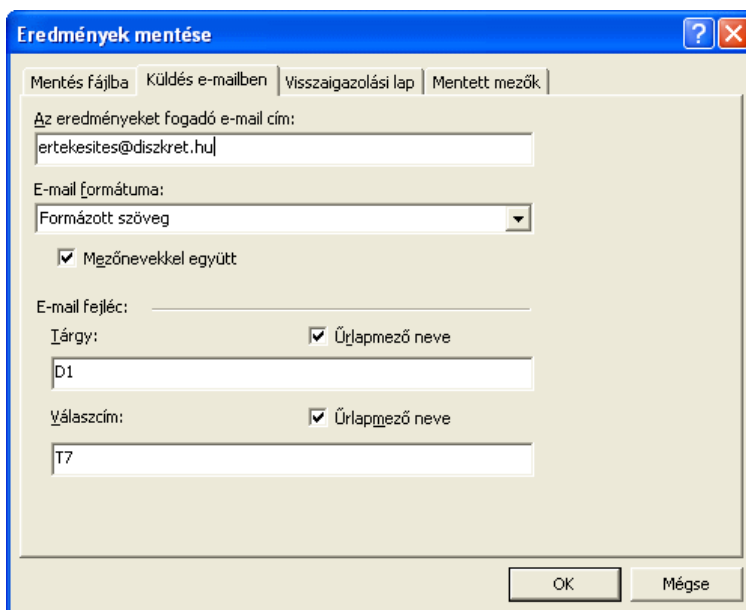 Eredmények mentése
Mentés fájlba Küldés e-mailben Visszaigazolási lap Mentett mezők
Az eredményeket fogadó e-mail cím:
ertekesites@diszkret.hu
E-mail formátuma:
Formázott szöveg
Mezőnevekkel együtt
E-mail fejléc:
Tárgy: Űrlapmező neve
D1
Válaszcím: Űrlapmező neve
T7
OK Mégse